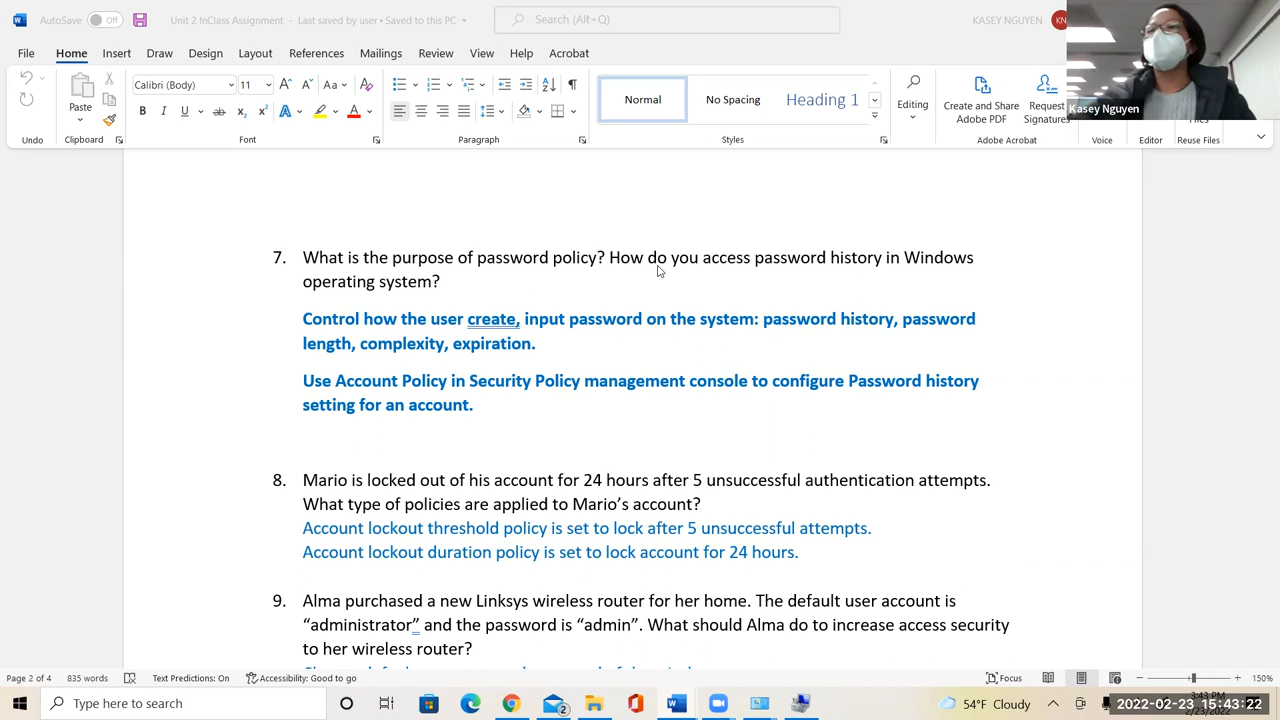 AutoSave Off Unit 2 InClass Assignment - Last saved by user • Saved to this PC Search (Alt+Q) KASEY NGUYEN KN
File Home Insert Draw Design Layout References Mailings Review View Help Acrobat
Calibri (Body) 11 Aa
Paste
Normal No Spacing Heading 1
Editing Create and Share Adobe PDF Request Signatures
Kasey Nguyen
Undo Clipboard Font Paragraph Styles Adobe Acrobat Voice Editor Reuse Files
7. What is the purpose of password policy? How do you access password history in Windows
operating system?
Control how the user create, input password on the system: password history, password
length, complexity, expiration.
Use Account Policy in Security Policy management console to configure Password history
setting for an account.
8. Mario is locked out of his account for 24 hours after 5 unsuccessful authentication attempts.
What type of policies are applied to Mario’s account?
Account lockout threshold policy is set to lock after 5 unsuccessful attempts.
Account lockout duration policy is set to lock account for 24 hours.
9. Alma purchased a new Linksys wireless router for her home. The default user account is
“administrator” and the password is “admin”. What should Alma do to increase access security
to her wireless router?
Page 2 of 4 835 words Text Predictions: On Accessibility: Good to go Focus 150%
Type here to search 2 54°F Cloudy 3:43 PM
2022-02-23 15:43:22